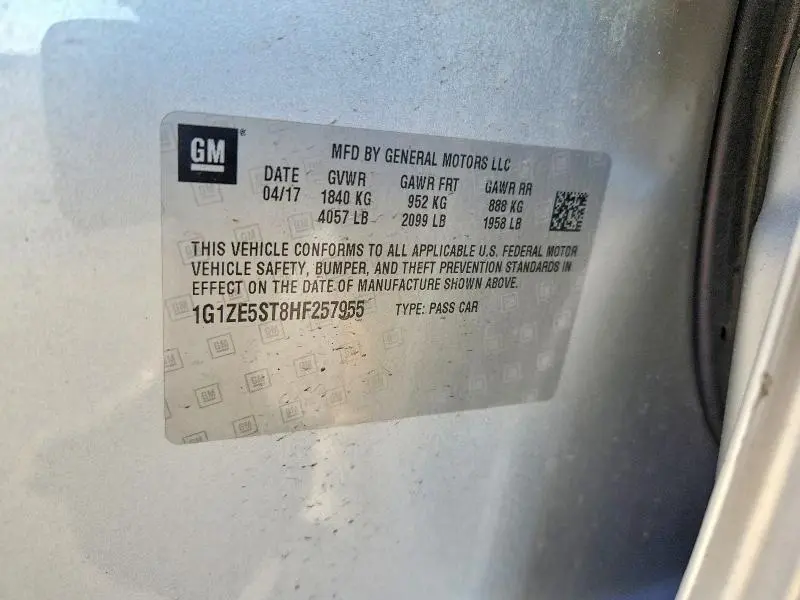 GM®
MFD BY GENERAL MOTORS LLC
DATE GVWR GAWR FRT GAWR RR
04/17 1840 KG 952 KG 888 KG
4057 LB 2099 LB 1958 LB
THIS VEHICLE CONFORMS TO ALL APPLICABLE U.S. FEDERAL MOTOR
VEHICLE SAFETY, BUMPER, AND THEFT PREVENTION STANDARDS IN
EFFECT ON THE DATE OF MANUFACTURE SHOWN ABOVE.
1G1ZE5ST8HF257955 TYPE: PASS CAR